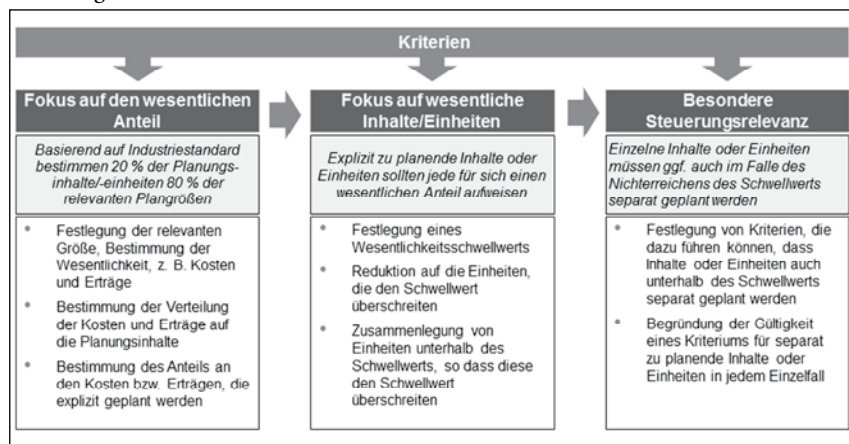 Kriterien
Fokus auf den wesentlichen
Anteil
Basierend auf Industriestandard
bestimmen 20 % der Planungs-
inhalte/-einheiten 80 % der
relevanten Plangrößen
Festlegung der relevanten
Größe, Bestimmung der
Wesentlichkeit, z. B. Kosten
und Erträge
Bestimmung der Verteilung
der Kosten und Erträge auf
die Planungsinhalte
Bestimmung des Anteils an
den Kosten bzw. Erträgen, die
explizit geplant werden
Fokus auf wesentliche
Inhalte/Einheiten
Explizit zu planende Inhalte oder
Einheiten sollten jede für sich einen
wesentlichen Anteil aufweisen
Festlegung eines
Wesentlichkeitsschwellwerts
Reduktion auf die Einheiten,
die den Schwellwert
überschreiten
Zusammenlegung von
Einheiten unterhalb des
Schwellwerts, so dass diese
den Schwellwert
überschreiten
Besondere
Steuerungsrelevanz
Einzelne Inhalte oder Einheiten
müssen ggf. auch im Falle des
Nichterreichens des Schwellwerts
separat geplant werden
Festlegung von Kriterien, die
dazu führen können, dass
Inhalte oder Einheiten auch
unterhalb des Schwellwerts
separat geplant werden
Begründung der Gültigkeit
eines Kriteriums für separat
zu planende Inhalte oder
Einheiten in jedem Einzelfall